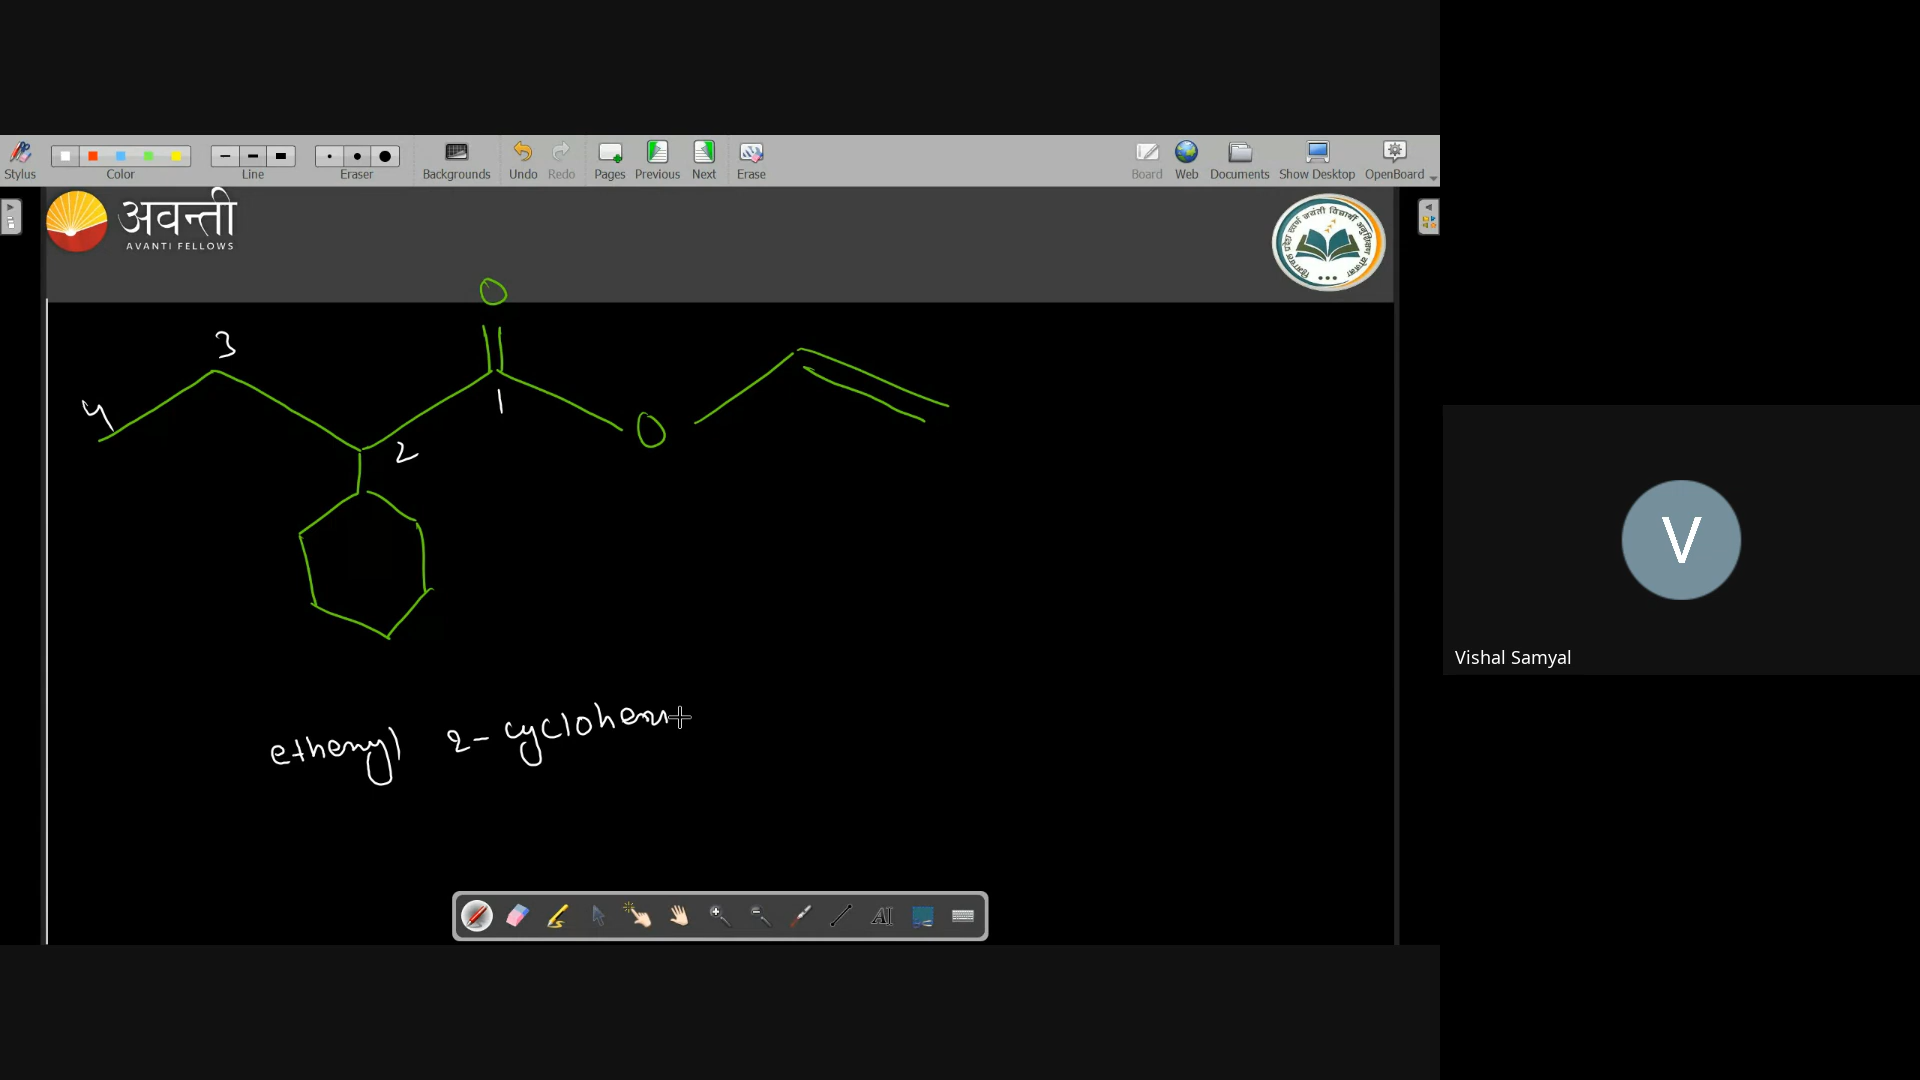 Stylus Color Line Eraser Backgrounds Undo Redo Pages Previous Next Erase Board Web Documents Show Desktop OpenBoard
अवन्ती
AVANTI FELLOWS
O
3
4
1
O
2
V
Vishal Samyal
ethenyl 2-cyclohex
AI